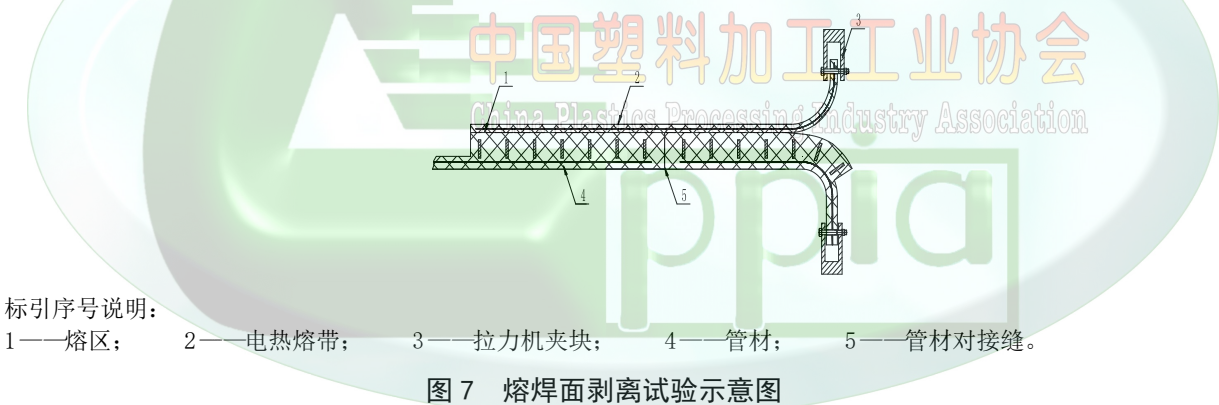 中国塑料加工工业协会
China Plastics Processing Industry Association
3
1
2
4
5
ppia
标引序号说明:
1——熔区; 2——电热熔带; 3——拉力机夹块; 4——管材; 5——管材对接缝。
图 7 熔焊面剥离试验示意图